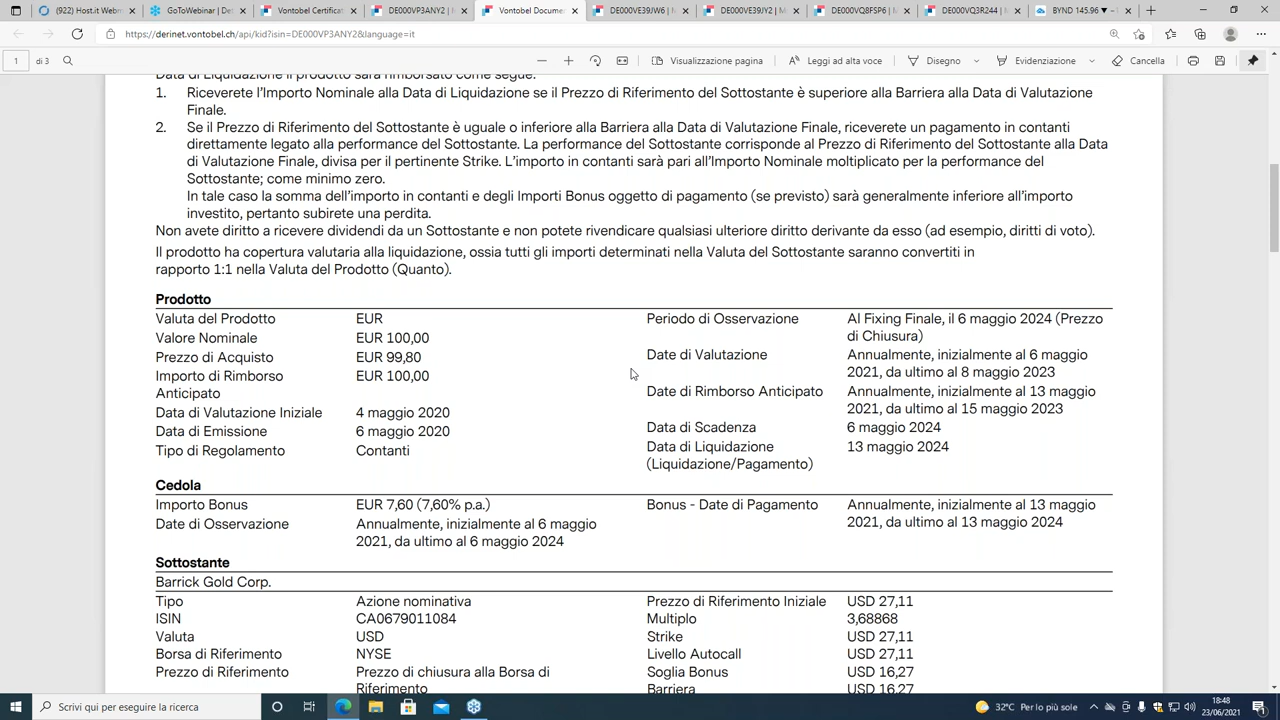 (922) Host.it Webm
GoToWebinar | Det
Vontobel Certificat
DE000VP3ANY2 | M
Vontobel Documen
DE000VE39JW6 | M
DE000VE39JY2 | M
DE000VQ8FSP6 | M
DE000VQ3R244 | M
BYND 145.96 ▼ −
https://derinet.vontobel.ch/api/kid?isin=DE000VP3ANY2&language=it
1 di 3
Visualizzazione pagina
Leggi ad alto voce
Disegno
Evidenziazione
Cancella
Data di Liquidazione il prodotto sarà rimborsato come segue:
1. Riceverete l'Importo Nominale alla Data di Liquidazione se il Prezzo di Riferimento del Sottostante è superiore alla Barriera alla Data di Valutazione
Finale.
2. Se il Prezzo di Riferimento del Sottostante è uguale o inferiore alla Barriera alla Data di Valutazione Finale, riceverete un pagamento in contanti
direttamente legato alla performance del Sottostante. La performance del Sottostante corrisponde al Prezzo di Riferimento del Sottostante alla Data
di Valutazione Finale, divisa per il pertinente Strike. L'importo in contanti sarà pari all'Importo Nominale moltiplicato per la performance del
Sottostante; come minimo zero.
In tale caso la somma dell'importo in contanti e degli Importi Bonus oggetto di pagamento (se previsto) sarà generalmente inferiore all'importo
investito, pertanto subirete una perdita.
Non avete diritto a ricevere dividendi da un Sottostante e non potete rivendicare qualsiasi ulteriore diritto derivante da esso (ad esempio, diritti di voto).
Il prodotto ha copertura valutaria alla liquidazione, ossia tutti gli importi determinati nella Valuta del Sottostante saranno convertiti in
rapporto 1:1 nella Valuta del Prodotto (Quanto).
Prodotto
Valuta del Prodotto EUR
Valore Nominale EUR 100,00
Prezzo di Acquisto EUR 99,80
Importo di Rimborso EUR 100,00
Anticipato
Data di Valutazione Iniziale 4 maggio 2020
Data di Emissione 6 maggio 2020
Tipo di Regolamento Contanti
Periodo di Osservazione Al Fixing Finale, il 6 maggio 2024 (Prezzo
di Chiusura)
Date di Valutazione Annualmente, inizialmente al 6 maggio
2021, da ultimo al 8 maggio 2023
Date di Rimborso Anticipato Annualmente, inizialmente al 13 maggio
2021, da ultimo al 15 maggio 2023
Data di Scadenza 6 maggio 2024
Data di Liquidazione 13 maggio 2024
(Liquidazione/Pagamento)
Cedola
Importo Bonus EUR 7,60 (7,60% p.a.)
Date di Osservazione Annualmente, inizialmente al 6 maggio
2021, da ultimo al 6 maggio 2024
Bonus - Date di Pagamento Annualmente, inizialmente al 13 maggio
2021, da ultimo al 13 maggio 2024
Sottostante
Barrick Gold Corp.
Tipo Azione nominativa
ISIN CA0679011084
Valuta USD
Borsa di Riferimento NYSE
Prezzo di Riferimento Prezzo di chiusura alla Borsa di
Riferimento
Prezzo di Riferimento Iniziale USD 27,11
Multiplo 3,68868
Strike USD 27,11
Livello Autocall USD 27,11
Soglia Bonus USD 16,27
Barriera USD 16,27
Scrivi qui per eseguire la ricerca
32°C Per lo più sole
18:48
23/06/2021
1